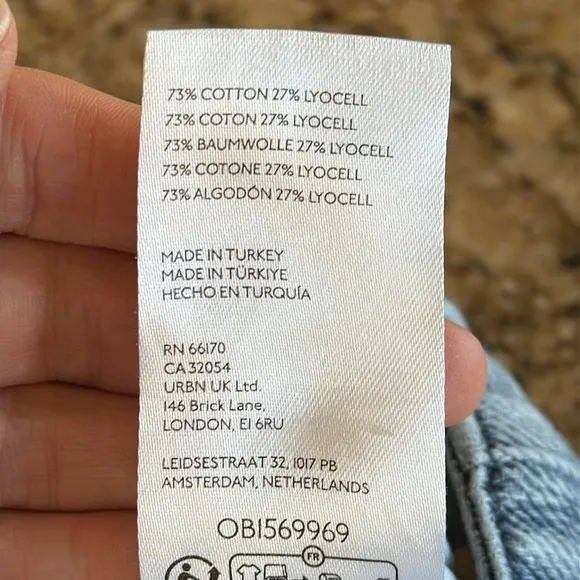 73% COTTON 27% LYOCELL
73% COTON 27% LYOCELL
73% BAUMWOLLE 27% LYOCELL
73% COTONE 27% LYOCELL
73% ALGODÓN 27% LYOCELL
MADE IN TURKEY
MADE IN TÜRKIYE
HECHO EN TURQUÍA
RN 66170
CA 32054
URBN UK Ltd.
146 Brick Lane,
LONDON, E1 6RU
LEIDSESTRAAT 32, 1017 PB
AMSTERDAM, NETHERLANDS
OB1569969
FR